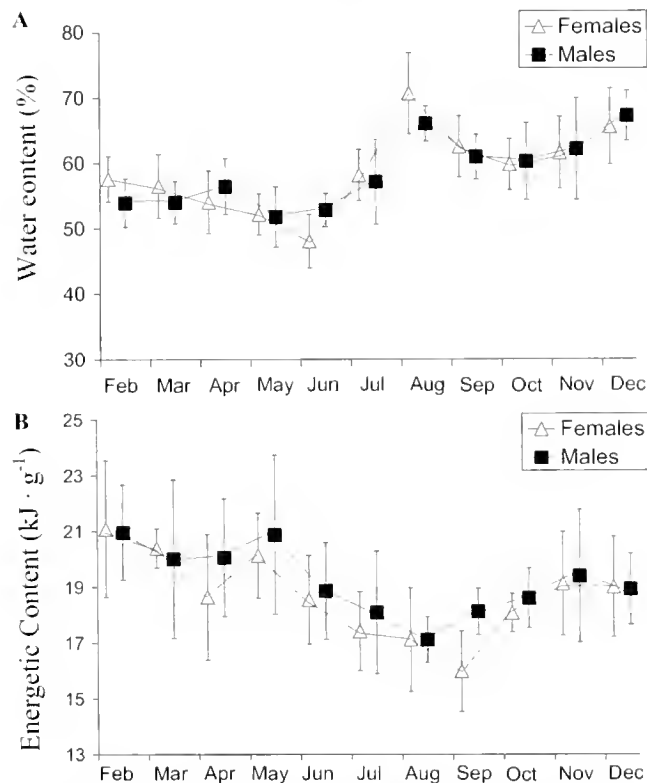 A
Females
Males
Water content (%)
80
70
60
50
40
30
Feb Mar Apr May Jun Jul Aug Sep Oct Nov Dec
B
Females
Males
Energetic Content (kJ · g⁻¹)
25
23
21
19
17
15
13
Feb Mar Apr May Jun Jul Aug Sep Oct Nov Dec